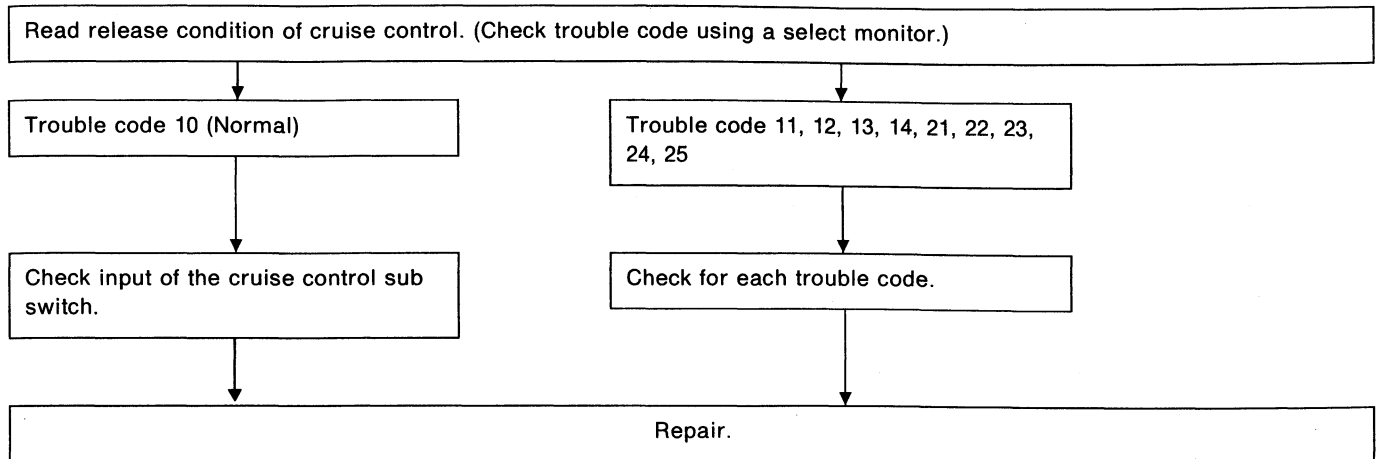 Read release condition of cruise control. (Check trouble code using a select monitor.)
Trouble code 10 (Normal)
Trouble code 11, 12, 13, 14, 21, 22, 23,
24, 25
Check input of the cruise control sub
switch.
Check for each trouble code.
Repair.